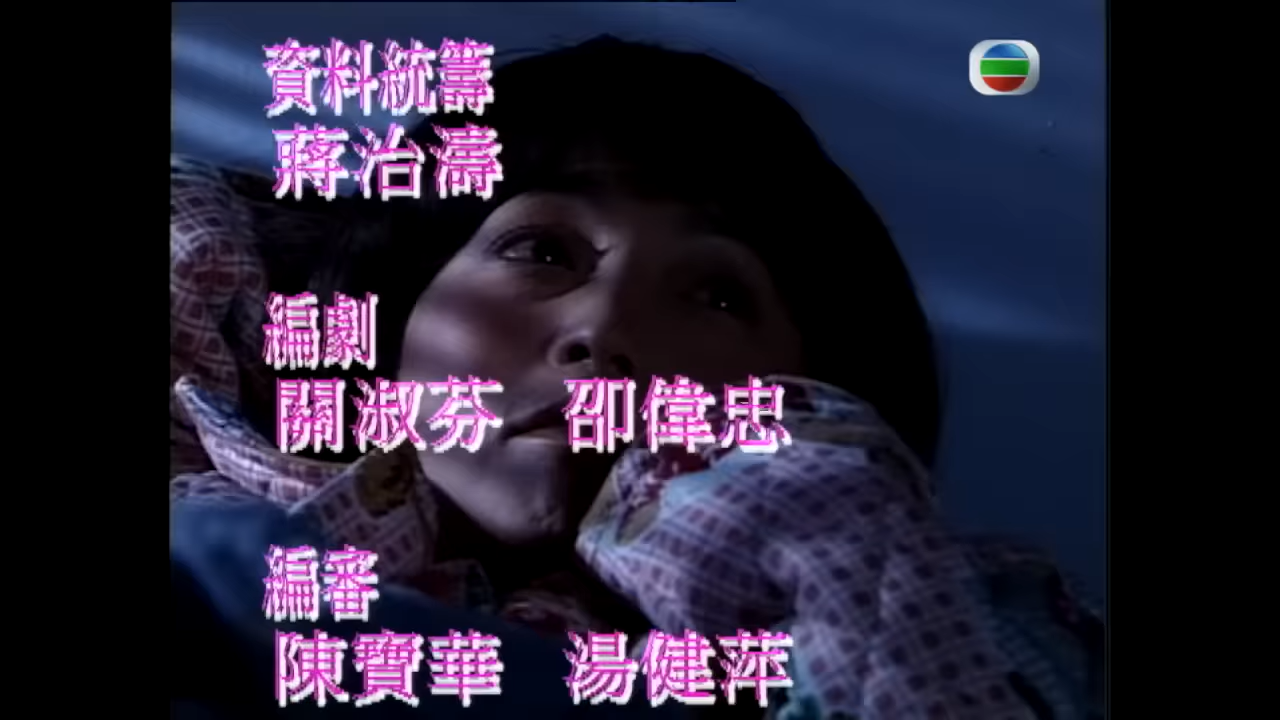 資料統籌
蔣治濤
編劇
關淑芬 邵偉忠
編審
陳寶華 湯健萍